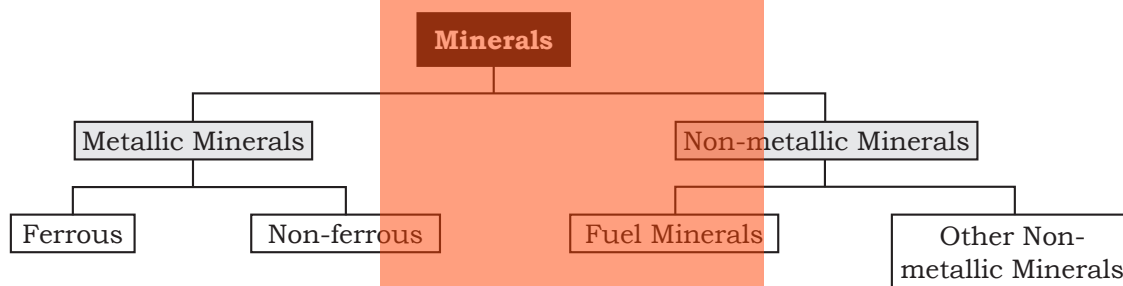 Minerals
Metallic Minerals
Non-metallic Minerals
Ferrous
Non-ferrous
Fuel Minerals
Other Non-
metallic Minerals